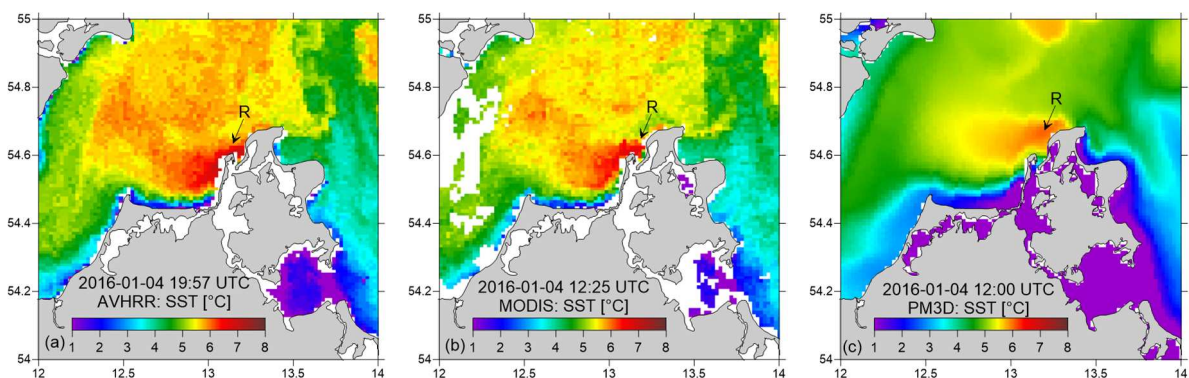 55
54.8
54.6
54.4
54.2
54
R
2016-01-04 19:57 UTC
AVHRR: SST [°C]
(a)
1 2 3 4 5 6 7 8
12 12.5 13 13.5 14
55
54.8
54.6
54.4
54.2
54
R
2016-01-04 12:25 UTC
MODIS: SST [°C]
(b)
1 2 3 4 5 6 7 8
12 12.5 13 13.5 14
55
54.8
54.6
54.4
54.2
54
R
2016-01-04 12:00 UTC
PM3D: SST [°C]
(c)
1 2 3 4 5 6 7 8
12 12.5 13 13.5 14